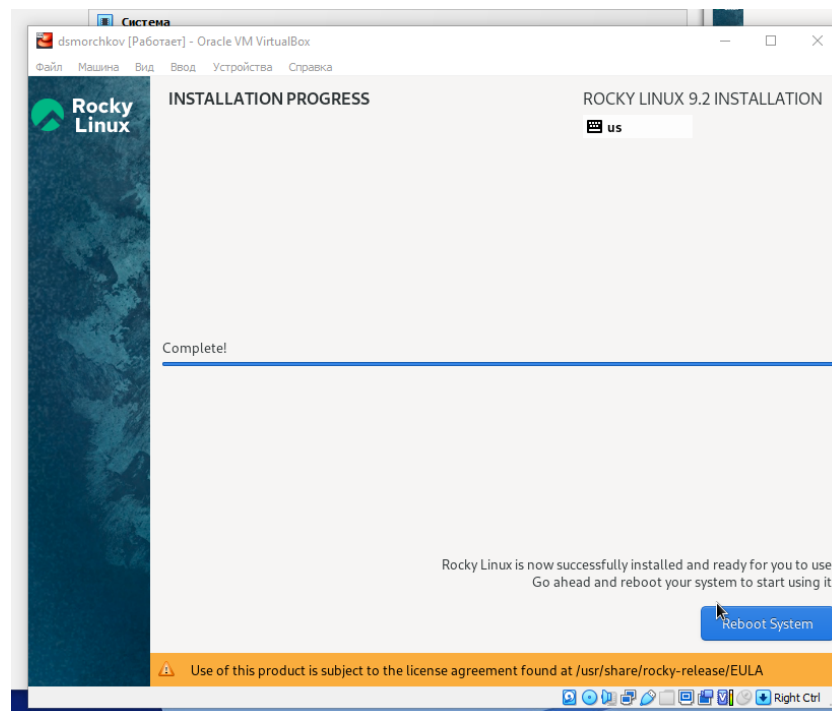 Система
dsmorchkov [Работает] - Oracle VM VirtualBox
Файл Машина Вид Ввод Устройства Справка
Rocky
Linux
INSTALLATION PROGRESS
ROCKY LINUX 9.2 INSTALLATION
us
Complete!
Rocky Linux is now successfully installed and ready for you to use
Go ahead and reboot your system to start using it
Reboot System
Use of this product is subject to the license agreement found at /usr/share/rocky-release/EULA
Right Ctrl